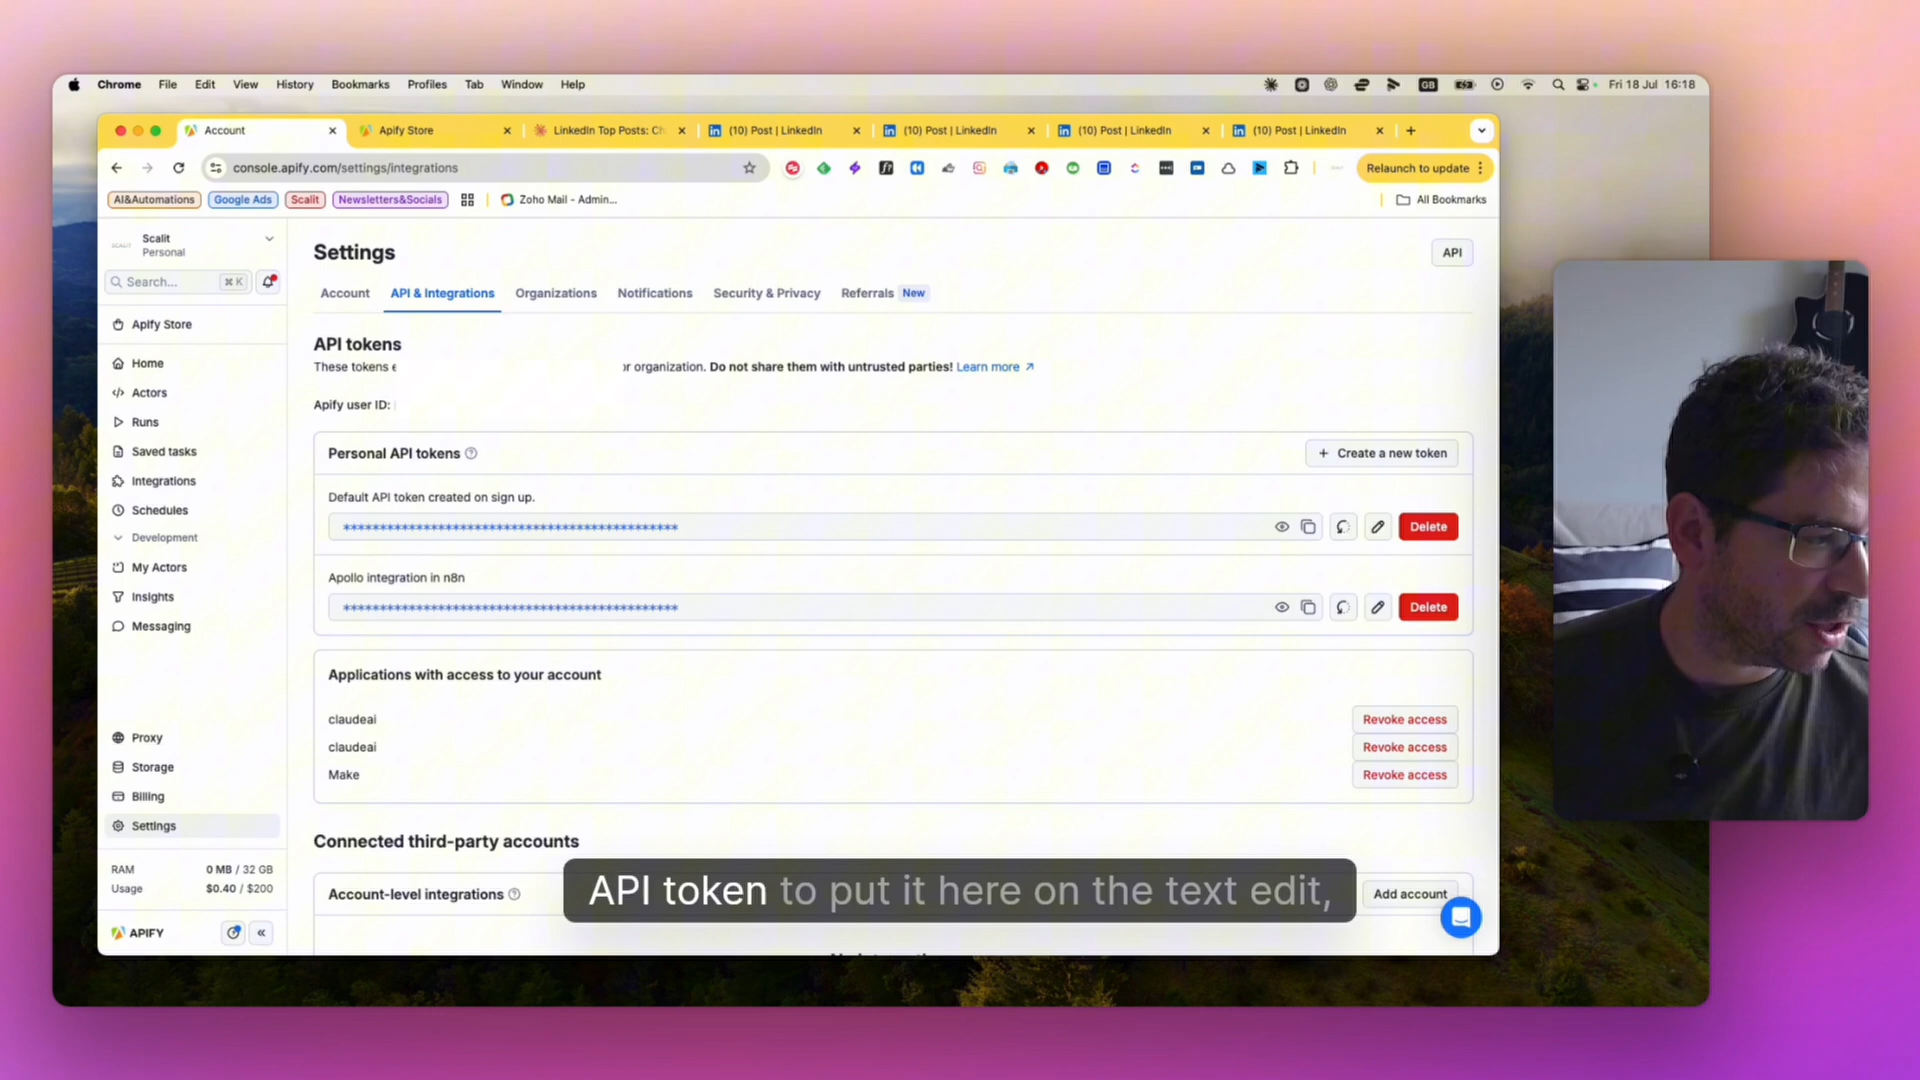 Chrome File Edit View History Bookmarks Profiles Tab Window Help GB Fri 18 Jul 16:18
Account Apify Store LinkedIn Top Posts: Ch (10) Post | LinkedIn (10) Post | LinkedIn (10) Post | LinkedIn (10) Post | LinkedIn
console.apify.com/settings/integrations Relaunch to update
AI&Automations Google Ads Scalit Newsletters&Socials Zoho Mail - Admin... All Bookmarks
Scalit
Personal
Search... ⌘ K
Apify Store
Home
Actors
Runs
Saved tasks
Integrations
Schedules
Development
My Actors
Insights
Messaging
Proxy
Storage
Billing
Settings
RAM 0 MB / 32 GB
Usage $0.40 / $200
APIFY
Settings API
Account API & Integrations Organizations Notifications Security & Privacy Referrals New
API tokens
These tokens or organization. Do not share them with untrusted parties! Learn more
Apify user ID:
Personal API tokens + Create a new token
Default API token created on sign up.
********************************************** Delete
Apollo integration in n8n
********************************************** Delete
Applications with access to your account
claudeai Revoke access
claudeai Revoke access
Make Revoke access
Connected third-party accounts
Account-level integrations Add account
API token to put it here on the text edit,